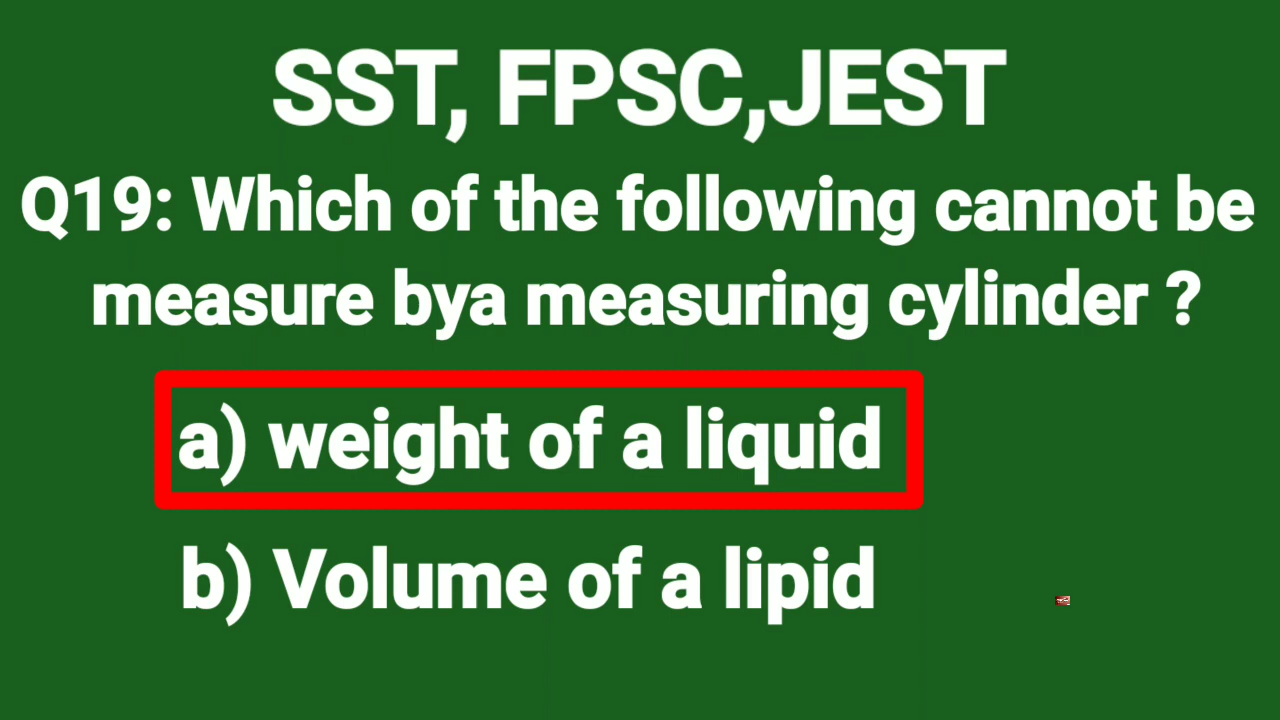 SST, FPSC,JEST
Q19: Which of the following cannot be
measure bya measuring cylinder ?
a) weight of a liquid
b) Volume of a lipid